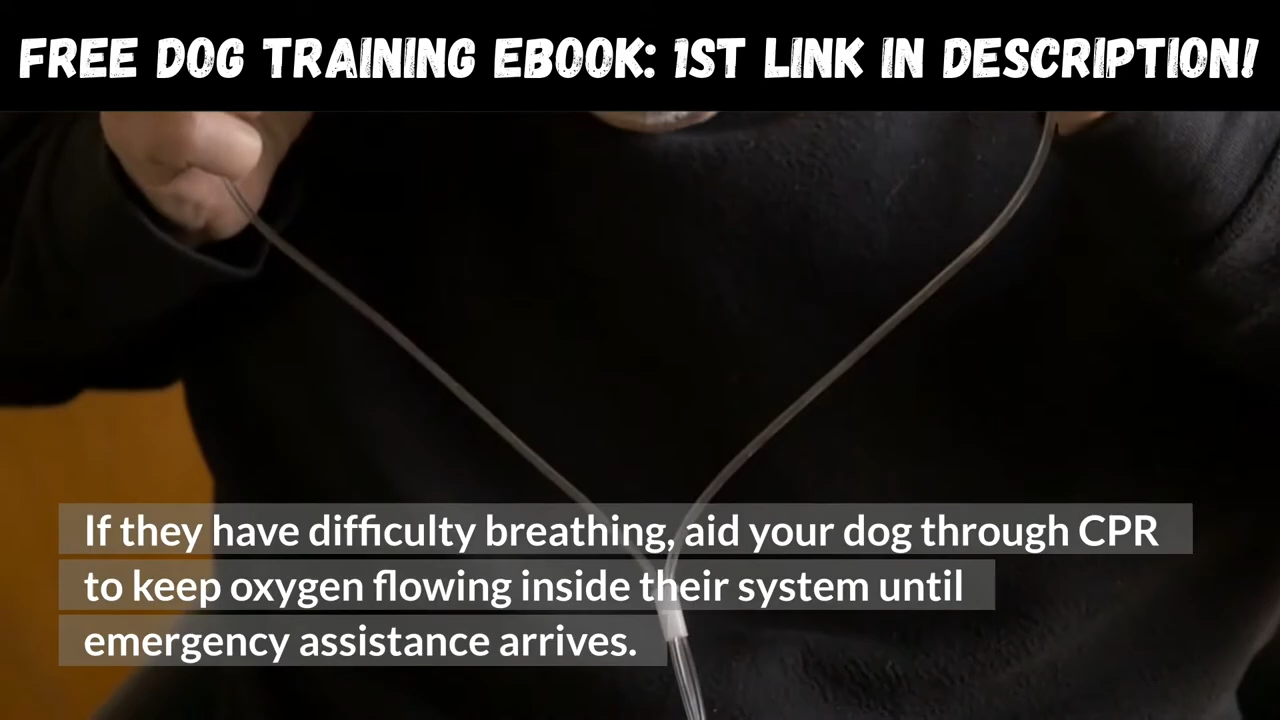 FREE DOG TRAINING EBOOK: 1ST LINK IN DESCRIPTION!
If they have difficulty breathing, aid your dog through CPR
to keep oxygen flowing inside their system until
emergency assistance arrives.